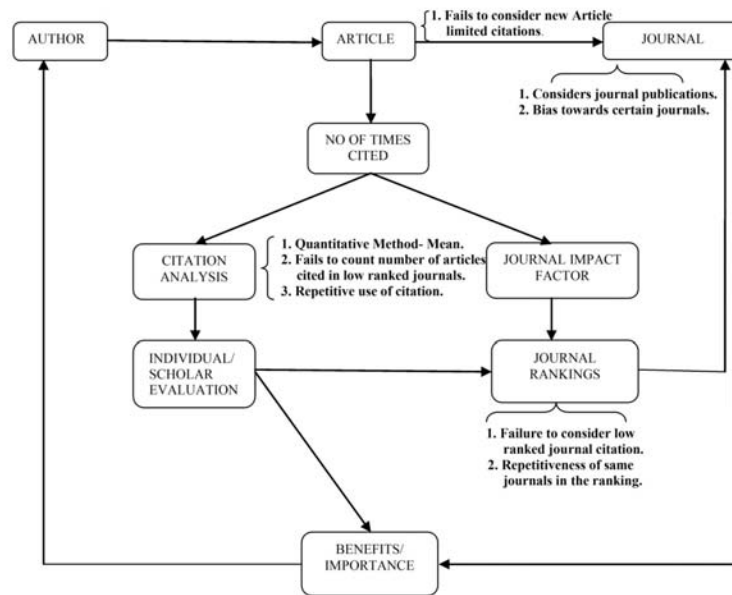 AUTHOR
ARTICLE
1. Fails to consider new Article
limited citations.
JOURNAL
1. Considers journal publications.
2. Bias towards certain journals.
NO OF TIMES
CITED
CITATION
ANALYSIS
1. Quantitative Method- Mean.
2. Fails to count number of articles
cited in low ranked journals.
3. Repetitive use of citation.
JOURNAL IMPACT
FACTOR
INDIVIDUAL/
SCHOLAR
EVALUATION
JOURNAL
RANKINGS
1. Failure to consider low
ranked journal citation.
2. Repetitiveness of same
journals in the ranking.
BENEFITS/
IMPORTANCE